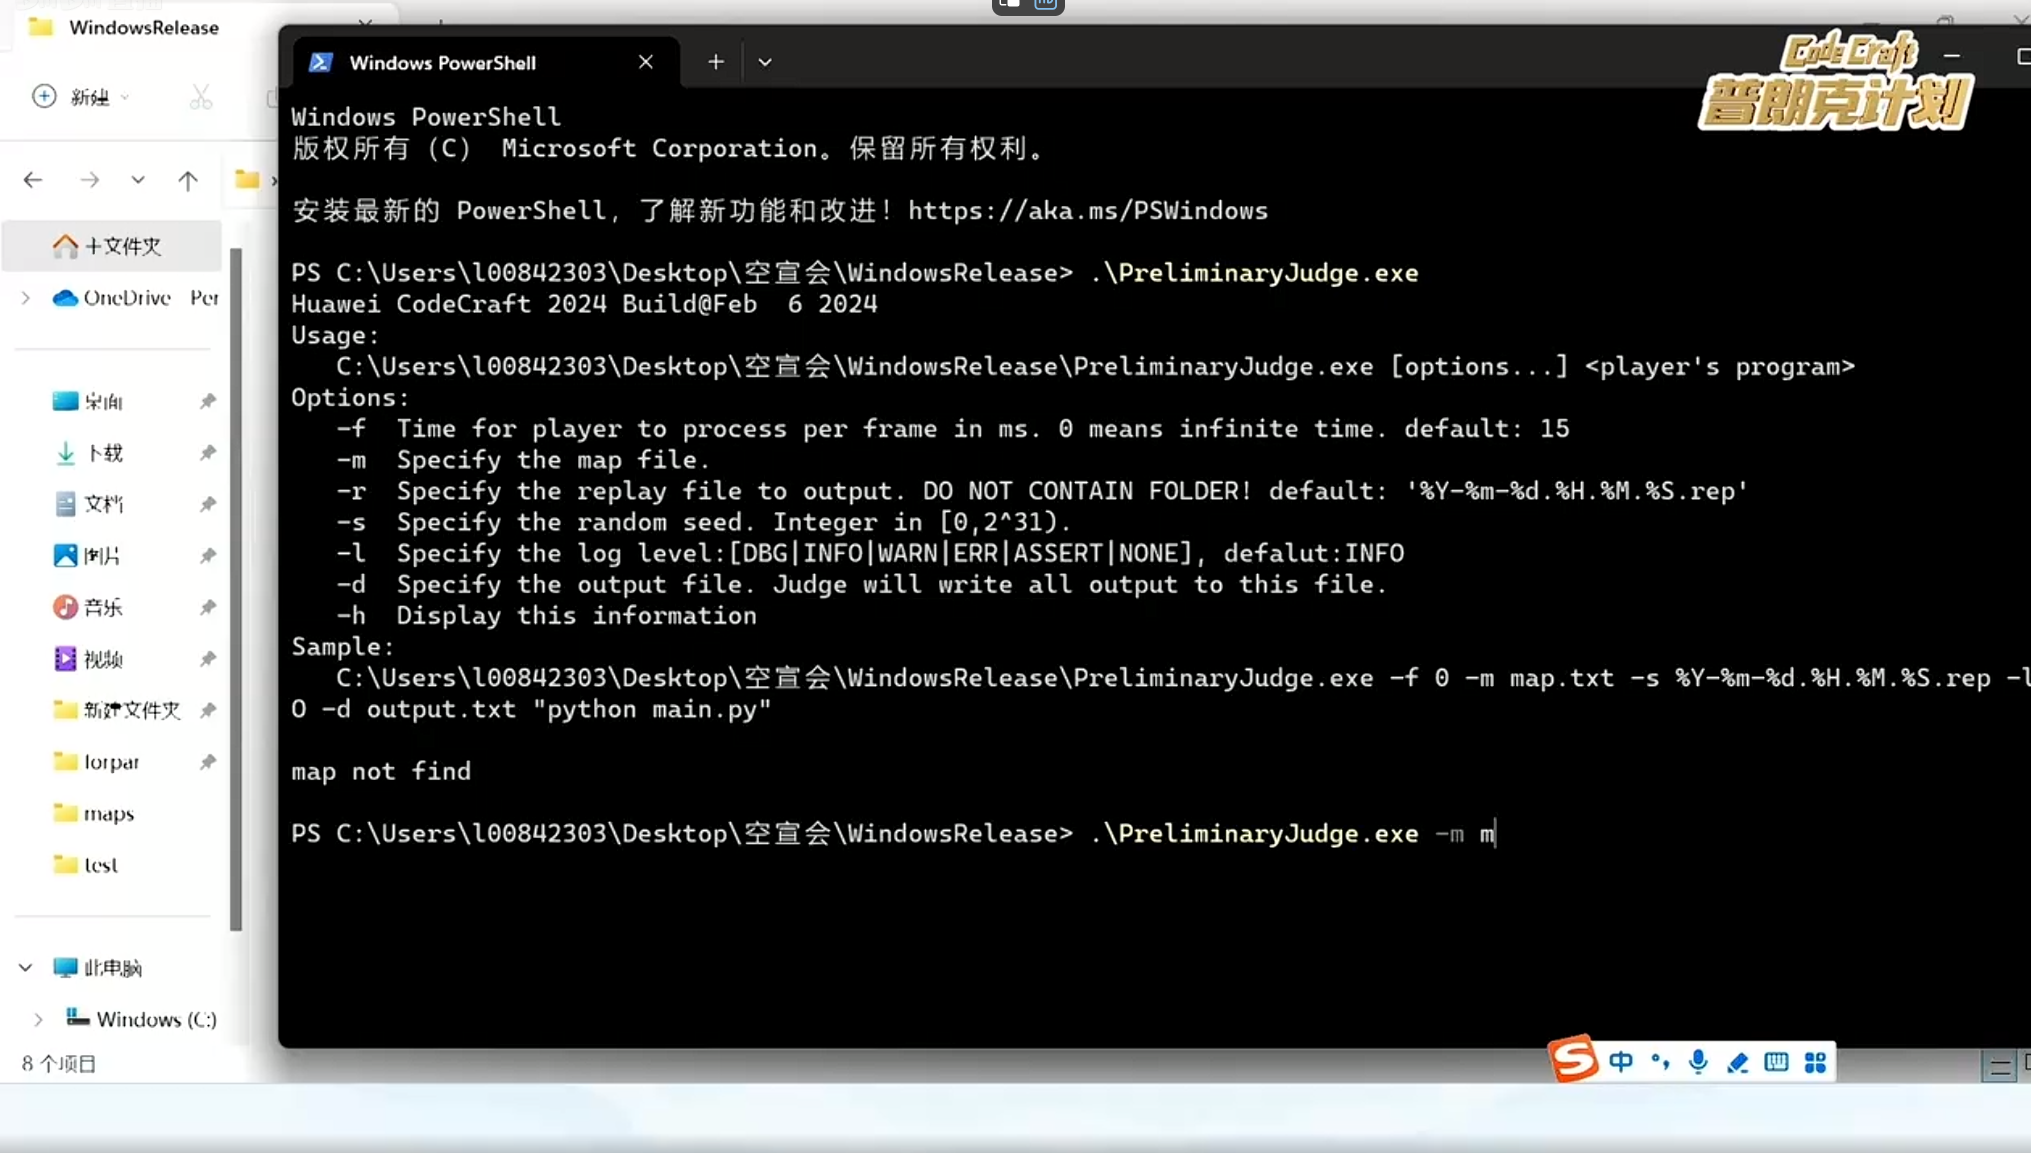 WindowsRelease
新建
主文件夹
OneDrive Per
桌面
下载
文档
图片
音乐
视频
新建文件夹
forpar
maps
test
此电脑
Windows (C:)
8 个项目
Windows PowerShell
Code Craft
普朗克计划
Windows PowerShell
版权所有 (C) Microsoft Corporation。保留所有权利。
安装最新的 PowerShell，了解新功能和改进！https://aka.ms/PSWindows
PS C:\Users\l00842303\Desktop\空宣会\WindowsRelease> .\PreliminaryJudge.exe
Huawei CodeCraft 2024 Build@Feb  6 2024
Usage:
   C:\Users\l00842303\Desktop\空宣会\WindowsRelease\PreliminaryJudge.exe [options...] <player's program>
Options:
   -f  Time for player to process per frame in ms. 0 means infinite time. default: 15
   -m  Specify the map file.
   -r  Specify the replay file to output. DO NOT CONTAIN FOLDER! default: '%Y-%m-%d.%H.%M.%S.rep'
   -s  Specify the random seed. Integer in [0,2^31).
   -l  Specify the log level:[DBG|INFO|WARN|ERR|ASSERT|NONE], defalut:INFO
   -d  Specify the output file. Judge will write all output to this file.
   -h  Display this information
Sample:
   C:\Users\l00842303\Desktop\空宣会\WindowsRelease\PreliminaryJudge.exe -f 0 -m map.txt -s %Y-%m-%d.%H.%M.%S.rep -l
O -d output.txt "python main.py"
map not find
PS C:\Users\l00842303\Desktop\空宣会\WindowsRelease> .\PreliminaryJudge.exe -m m
中